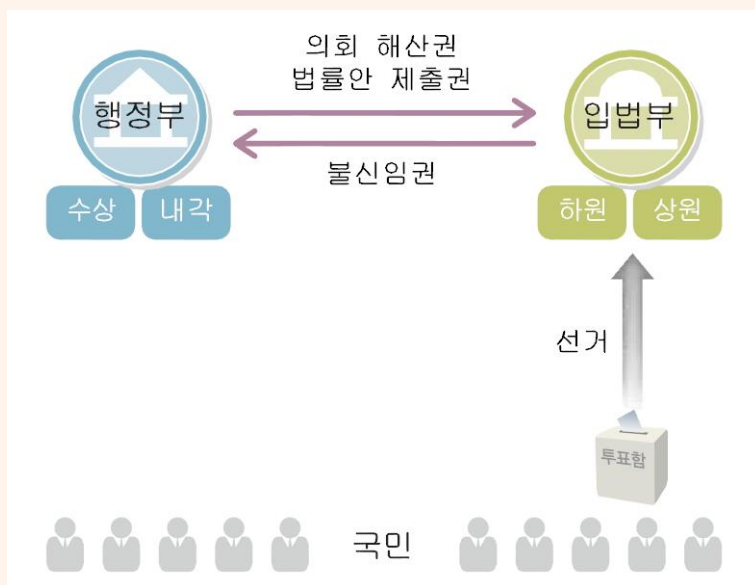 의회 해산권
법률안 제출권
행정부
입법부
불신임권
수상
내각
하원
상원
선거
투표함
국민